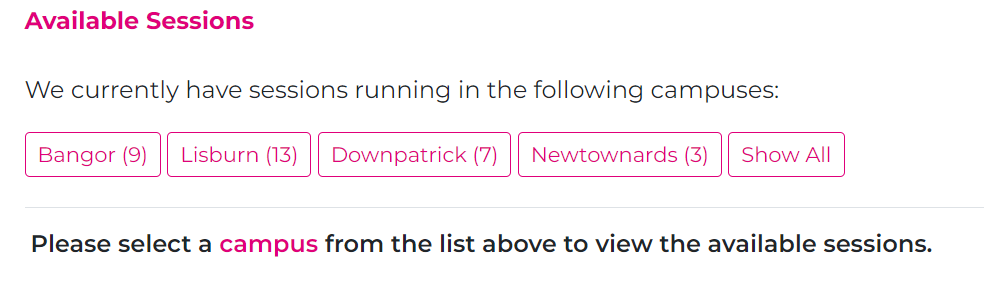 Available Sessions
We currently have sessions running in the following campuses:
Bangor (9) Lisburn (13) Downpatrick (7) Newtownards (3) Show All
Please select a campus from the list above to view the available sessions.